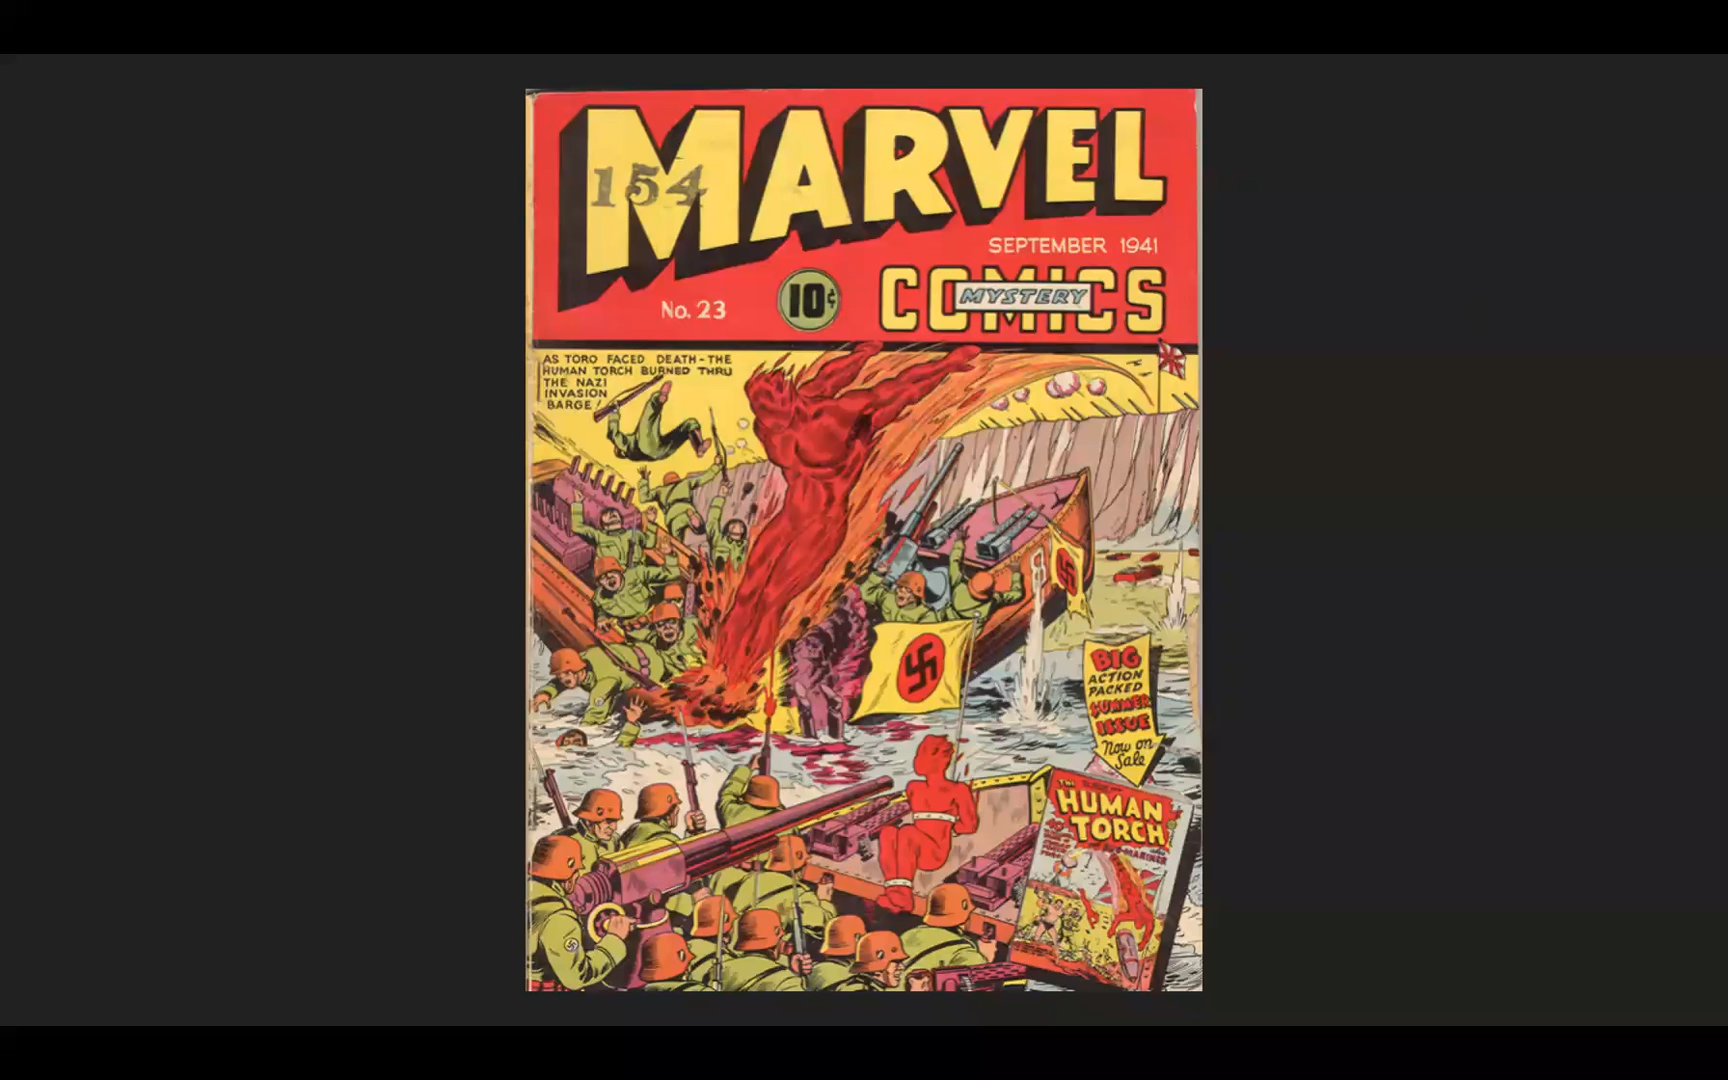 MARVEL
154
SEPTEMBER 1941
COMICS
MYSTERY
No. 23
10¢
AS TORO FACED DEATH - THE
HUMAN TORCH BURNED THRU
THE NAZI
INVASION
BARGE!
BIG
ACTION
PACKED
SUMMER
ISSUE
Now on
Sale
THE
HUMAN
TORCH